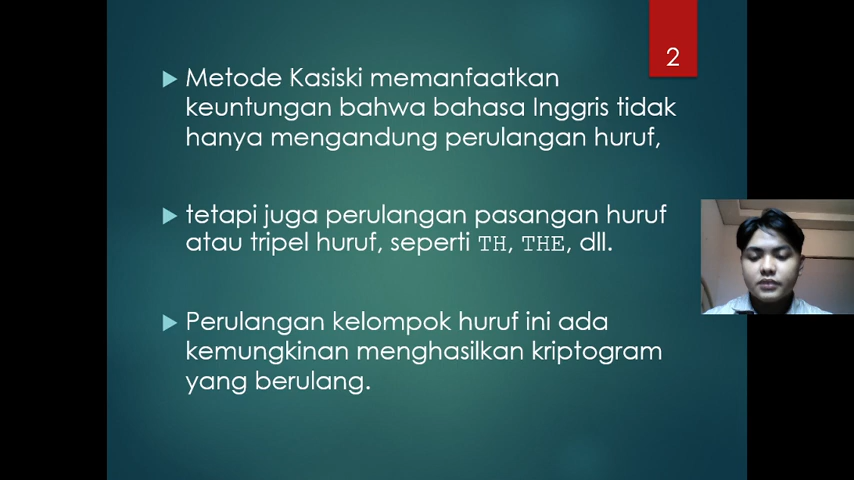 2
Metode Kasiski memanfaatkan
keuntungan bahwa bahasa Inggris tidak
hanya mengandung perulangan huruf,
tetapi juga perulangan pasangan huruf
atau tripel huruf, seperti TH, THE, dll.
Perulangan kelompok huruf ini ada
kemungkinan menghasilkan kriptogram
yang berulang.